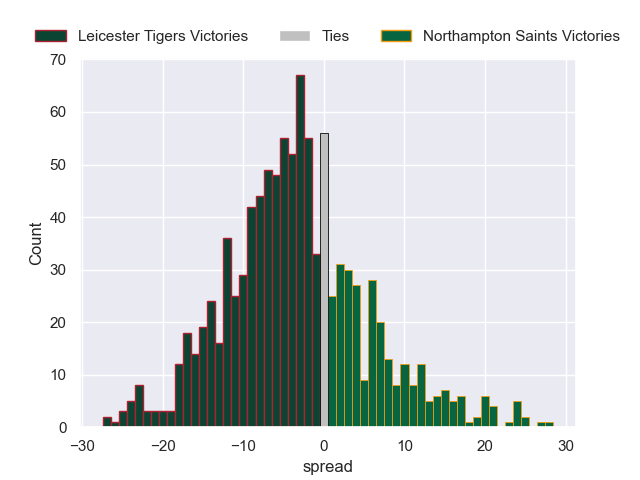 Leicester Tigers Victories Ties Northampton Saints Victories
70
60
50
40
30
20
10
0
Count
−30 −20 −10 0 10 20 30
spread